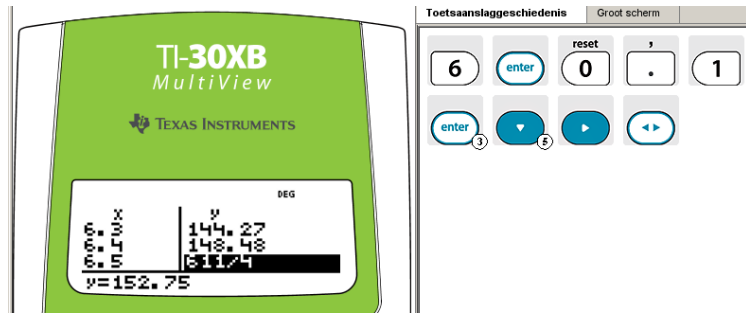 TI-30XB
MultiView
TEXAS INSTRUMENTS
DEG
x y
6.3 144.27
6.4 148.48
6.5 611/4
y=152.75
Toetsaanslaggeschiedenis Groot scherm
reset ,
6 enter 0 . 1
enter 3 5